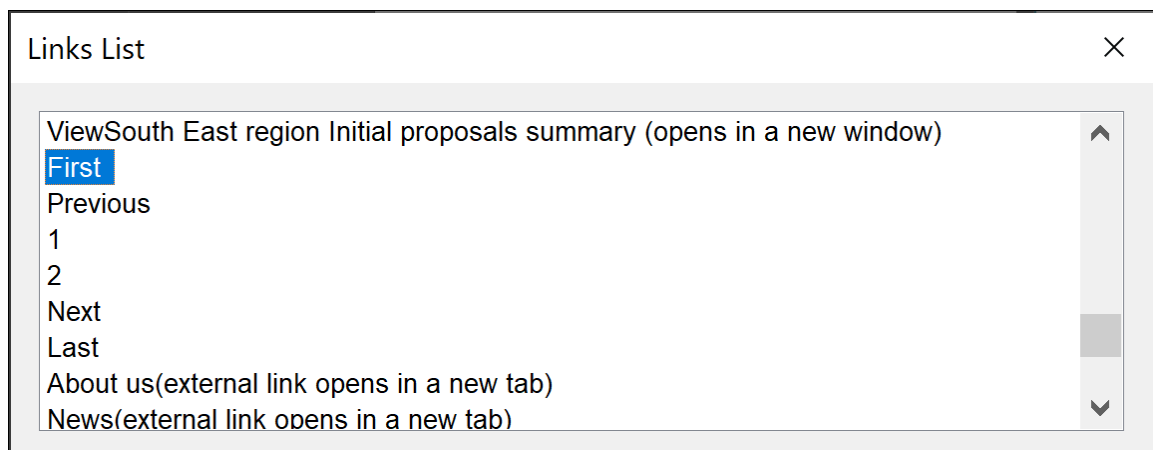 Links List
ViewSouth East region Initial proposals summary (opens in a new window)
First
Previous
1
2
Next
Last
About us(external link opens in a new tab)
News(external link opens in a new tab)